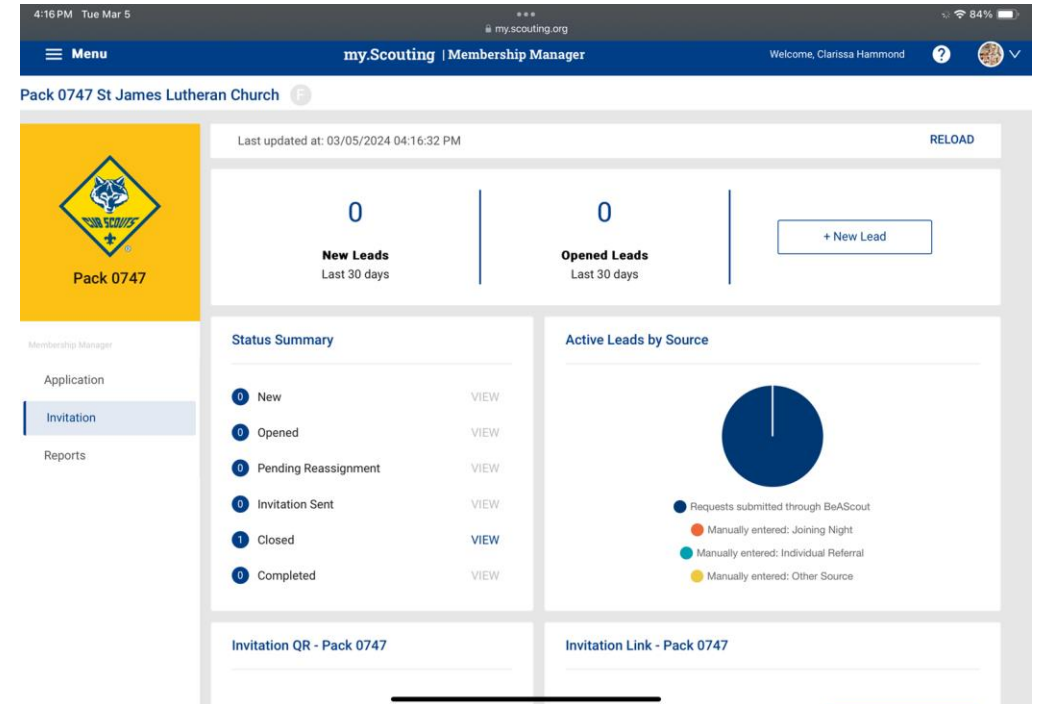 4:16 PM Tue Mar 5
84%
my.scouting.org
Menu
my.Scouting | Membership Manager
Welcome, Clarissa Hammond
?
Pack 0747 St James Lutheran Church F
Last updated at: 03/05/2024 04:16:32 PM
RELOAD
CUB SCOUTS
®
Pack 0747
0
New Leads
Last 30 days
0
Opened Leads
Last 30 days
+ New Lead
Membership Manager
Application
Invitation
Reports
Status Summary
0 New VIEW
0 Opened VIEW
0 Pending Reassignment VIEW
0 Invitation Sent VIEW
1 Closed VIEW
0 Completed VIEW
Active Leads by Source
Requests submitted through BeAScout
Manually entered: Joining Night
Manually entered: Individual Referral
Manually entered: Other Source
Invitation QR - Pack 0747
Invitation Link - Pack 0747